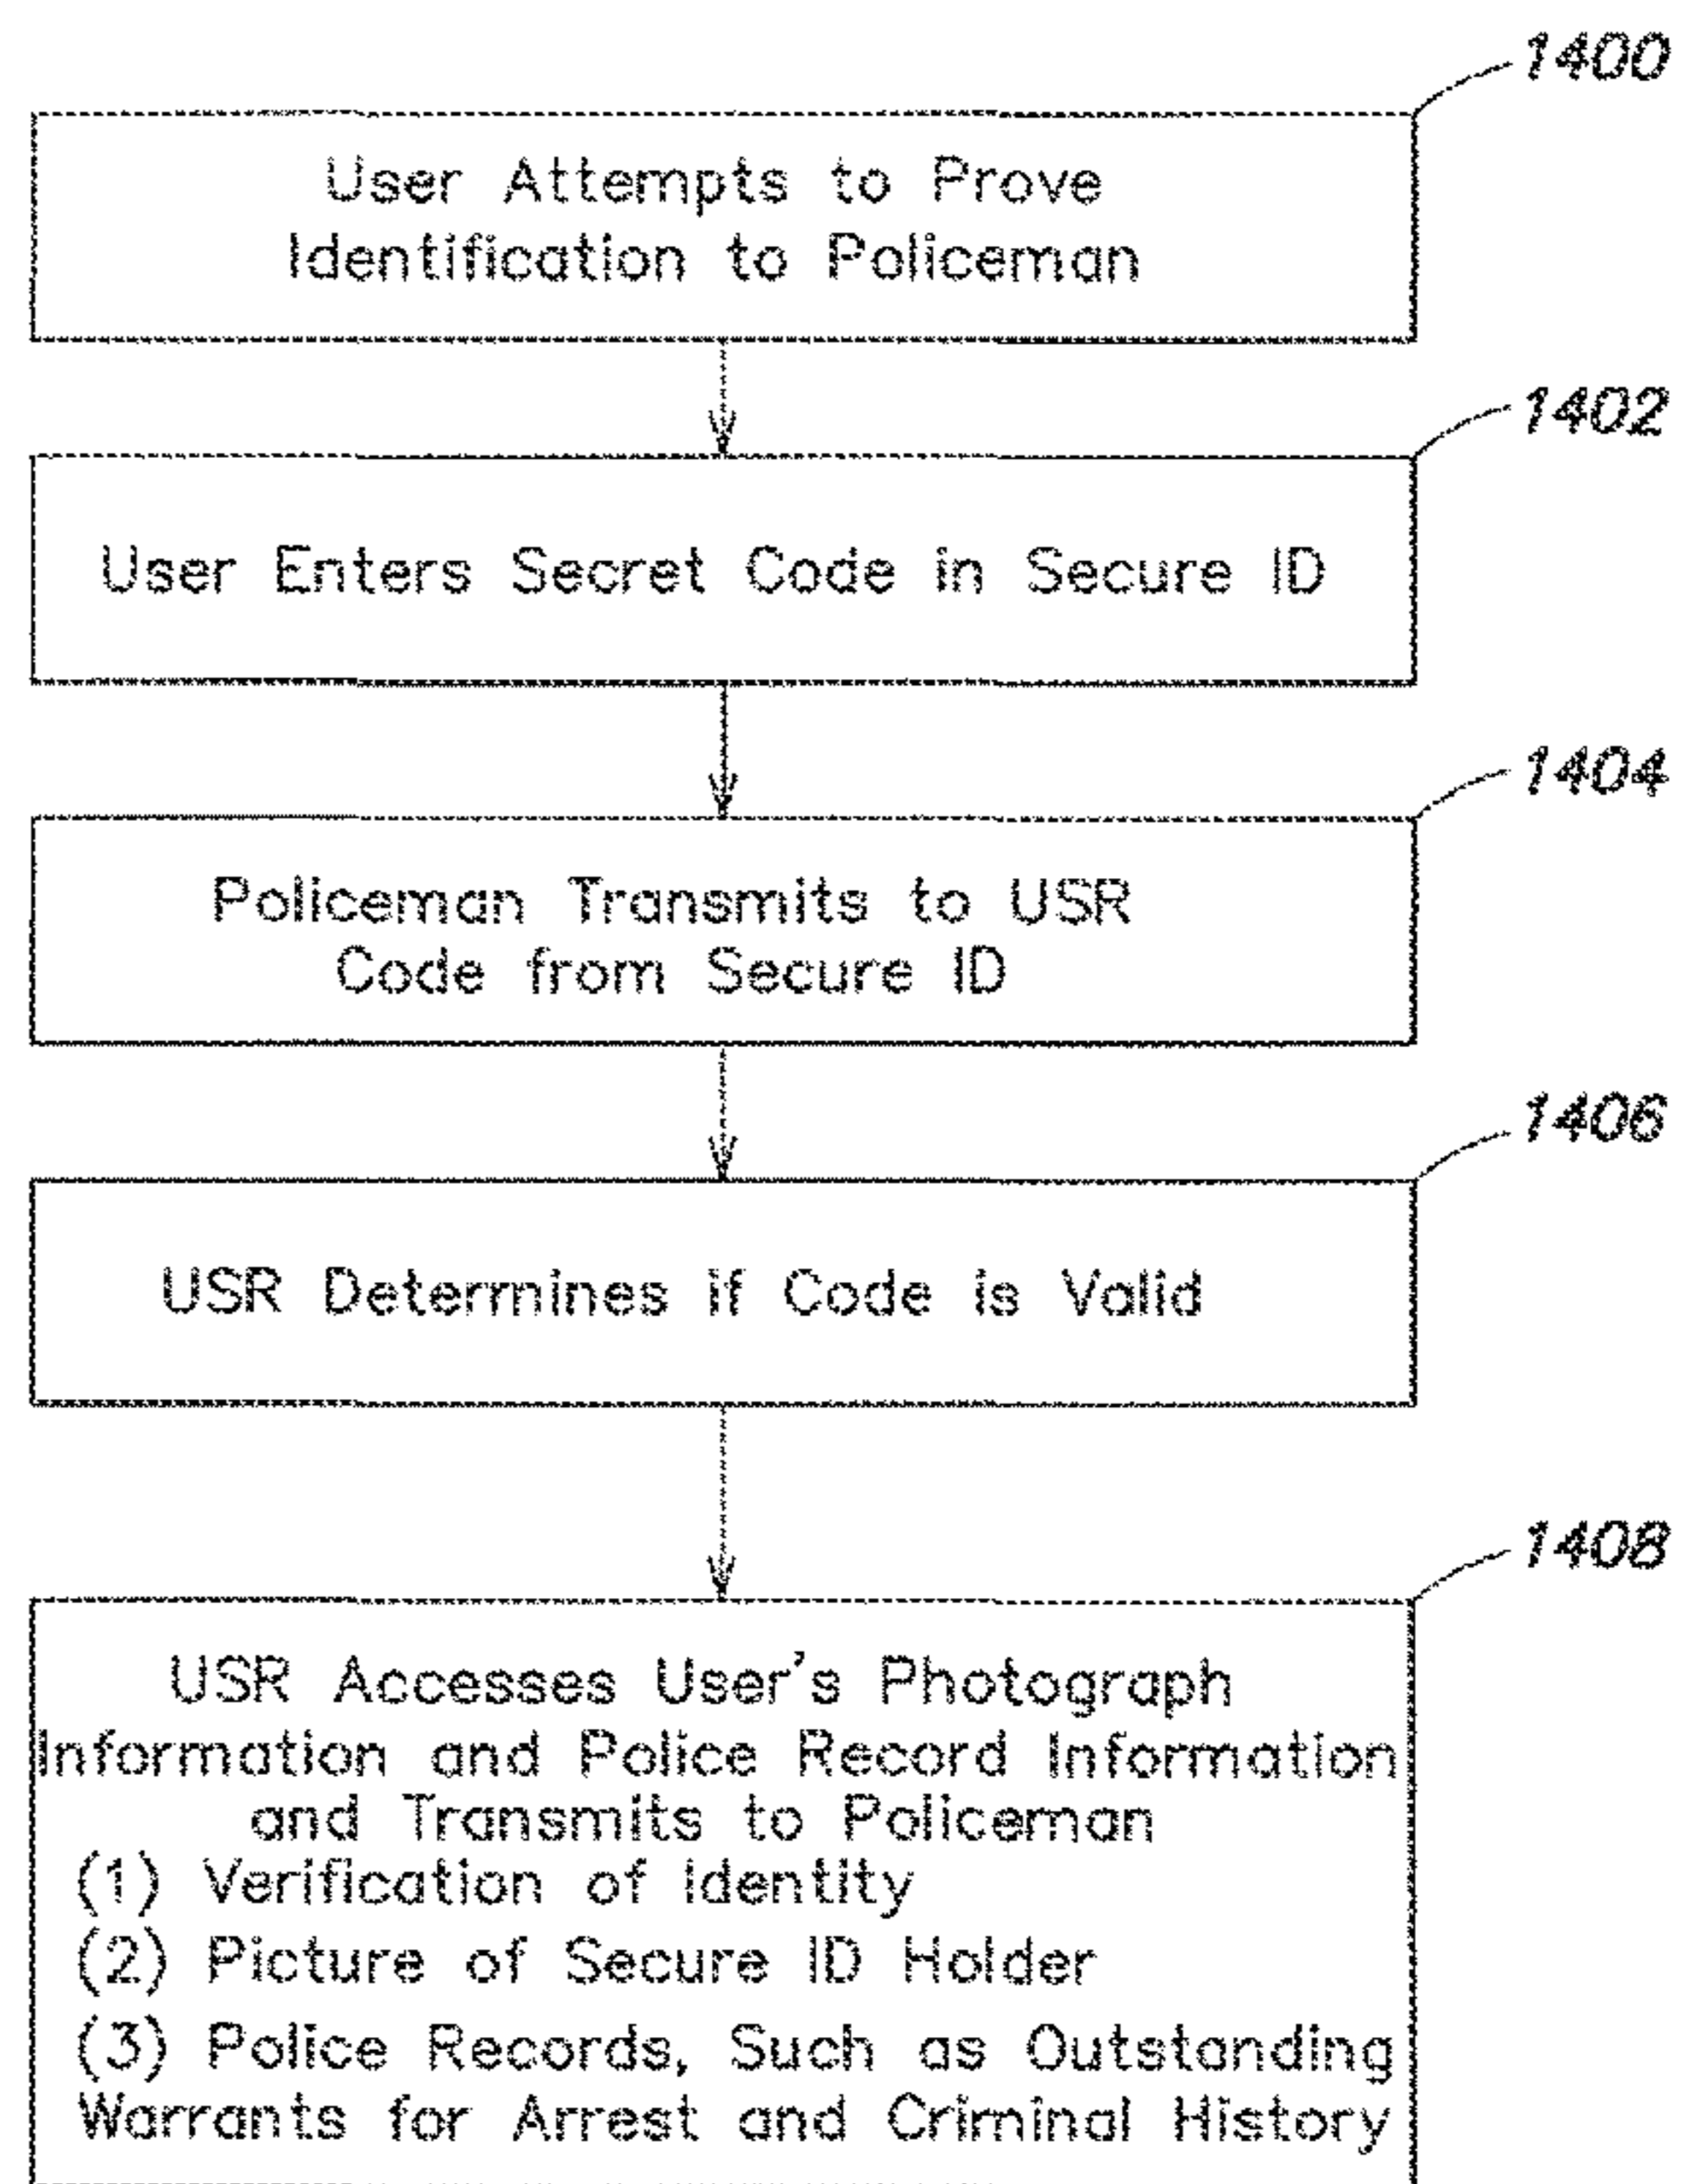 1400
User Attempts to Prove
Identification to Policeman
1402
User Enters Secret Code in Secure ID
1404
Policeman Transmits to USR
Code from Secure ID
1406
USR Determines if Code is Valid
1408
USR Accesses User's Photograph
Information and Police Record Information
and Transmits to Policeman
(1) Verification of Identity
(2) Picture of Secure ID Holder
(3) Police Records, Such as Outstanding
Warrants for Arrest and Criminal History